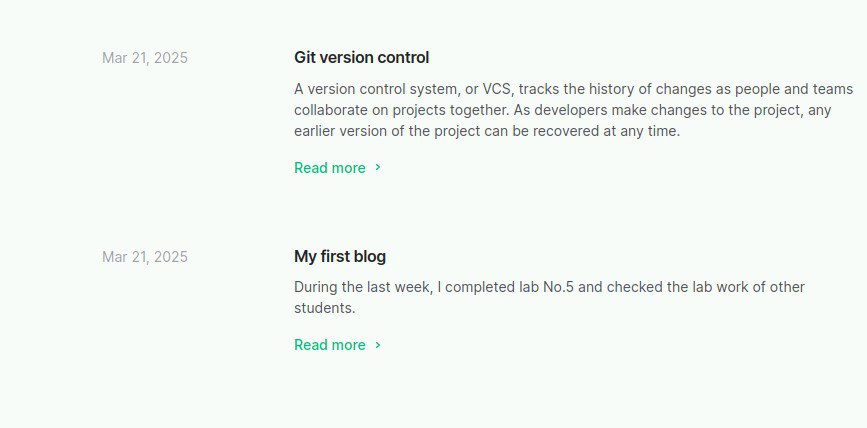 Mar 21, 2025
Git version control
A version control system, or VCS, tracks the history of changes as people and teams
collaborate on projects together. As developers make changes to the project, any
earlier version of the project can be recovered at any time.
Read more
Mar 21, 2025
My first blog
During the last week, I completed lab No.5 and checked the lab work of other
students.
Read more